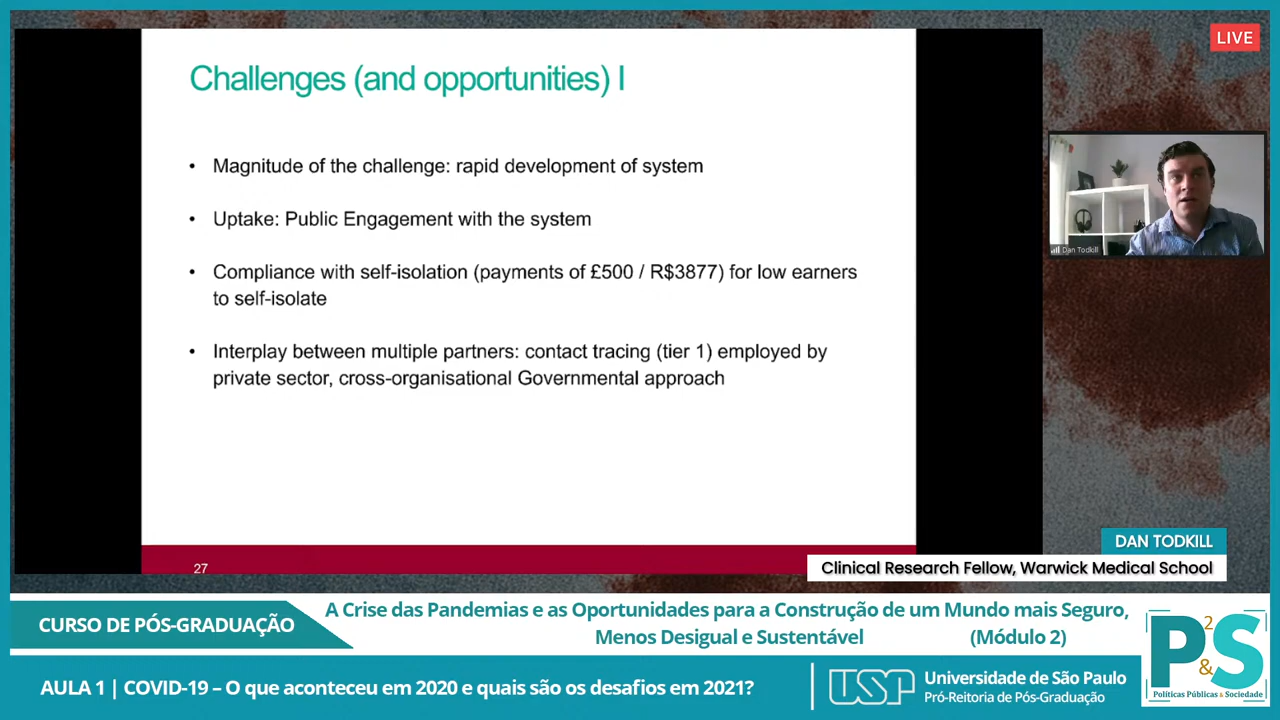 LIVE
Challenges (and opportunities) I
• Magnitude of the challenge: rapid development of system
• Uptake: Public Engagement with the system
• Compliance with self-isolation (payments of £500 / R$3877) for low earners
to self-isolate
• Interplay between multiple partners: contact tracing (tier 1) employed by
private sector, cross-organisational Governmental approach
27
Dan Todkill
DAN TODKILL
Clinical Research Fellow, Warwick Medical School
CURSO DE PÓS-GRADUAÇÃO
A Crise das Pandemias e as Oportunidades para a Construção de um Mundo mais Seguro,
Menos Desigual e Sustentável (Módulo 2)
AULA 1 | COVID-19 – O que aconteceu em 2020 e quais são os desafios em 2021?
USP
Universidade de São Paulo
Pró-Reitoria de Pós-Graduação
P2&S
Políticas Públicas & Sociedade